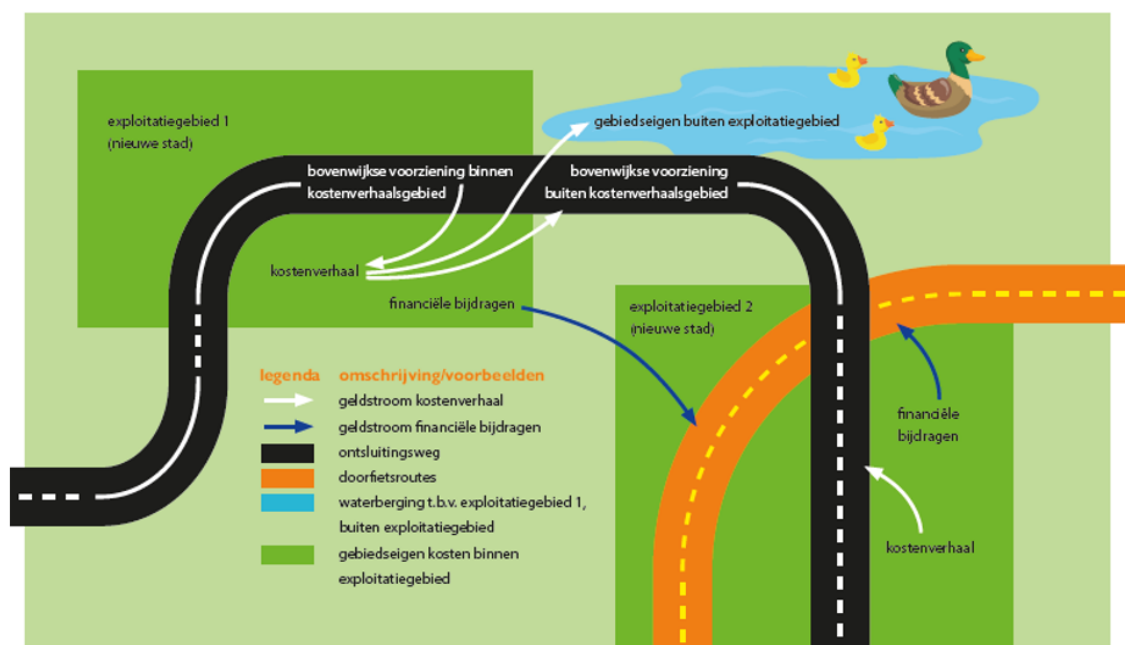 exploitatiegebied 1
(nieuwe stad)
gebiedseigen buiten exploitatiegebied
bovenwijkse voorziening binnen
kostenverhaalsgebied
bovenwijkse voorziening
buiten kostenverhaalsgebied
kostenverhaal
financiële bijdragen
exploitatiegebied 2
(nieuwe stad)
legenda omschrijving/voorbeelden
geldstroom kostenverhaal
geldstroom financiële bijdragen
ontsluitingsweg
doorfietsroutes
waterberging t.b.v. exploitatiegebied 1,
buiten exploitatiegebied
gebiedseigen kosten binnen
exploitatiegebied
financiële
bijdragen
kostenverhaal